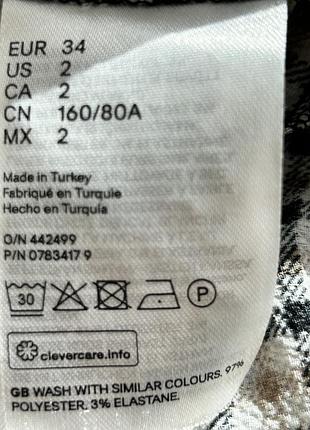 EUR 34
US 2
CA 2
CN 160/80A
MX 2
Made in Turkey
Fabriqué en Turquie
Hecho en Turquía
O/N 442499
P/N 0783417 9
30
P
clevercare.info
GB WASH WITH SIMILAR COLOURS. 97%
POLYESTER. 3% ELASTANE.